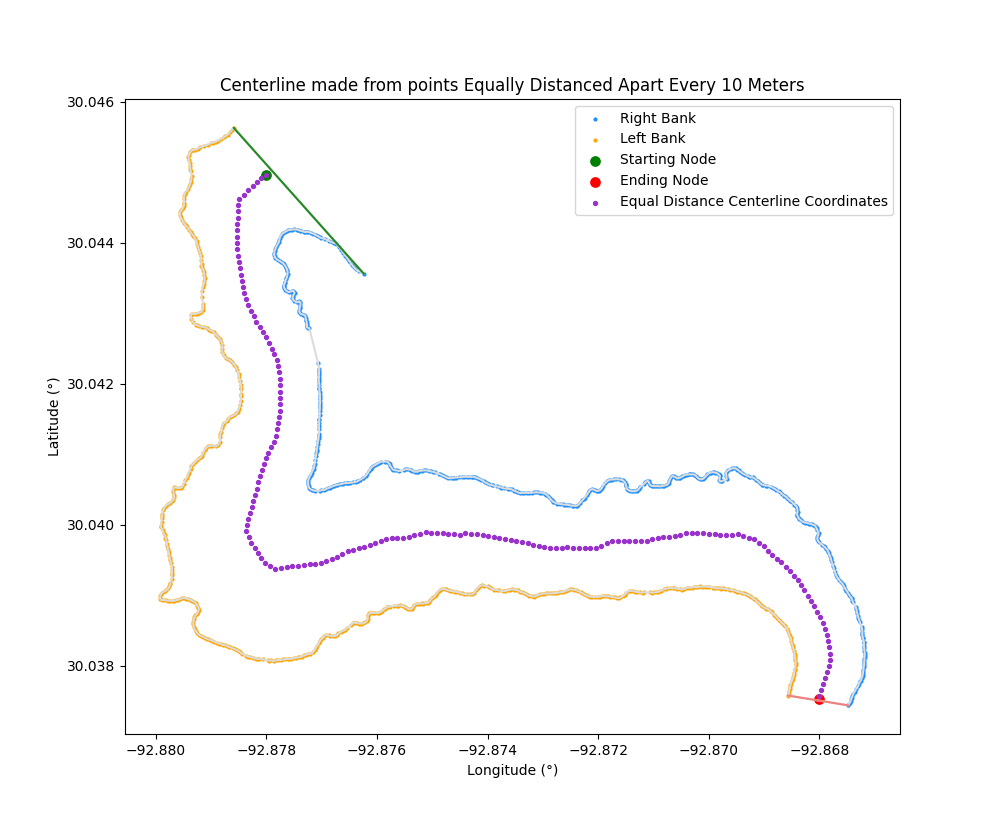 Centerline made from points Equally Distanced Apart Every 10 Meters
30.046
30.044
30.042
30.040
30.038
Latitude (°)
Right Bank
Left Bank
Starting Node
Ending Node
Equal Distance Centerline Coordinates
−92.880 −92.878 −92.876 −92.874 −92.872 −92.870 −92.868
Longitude (°)